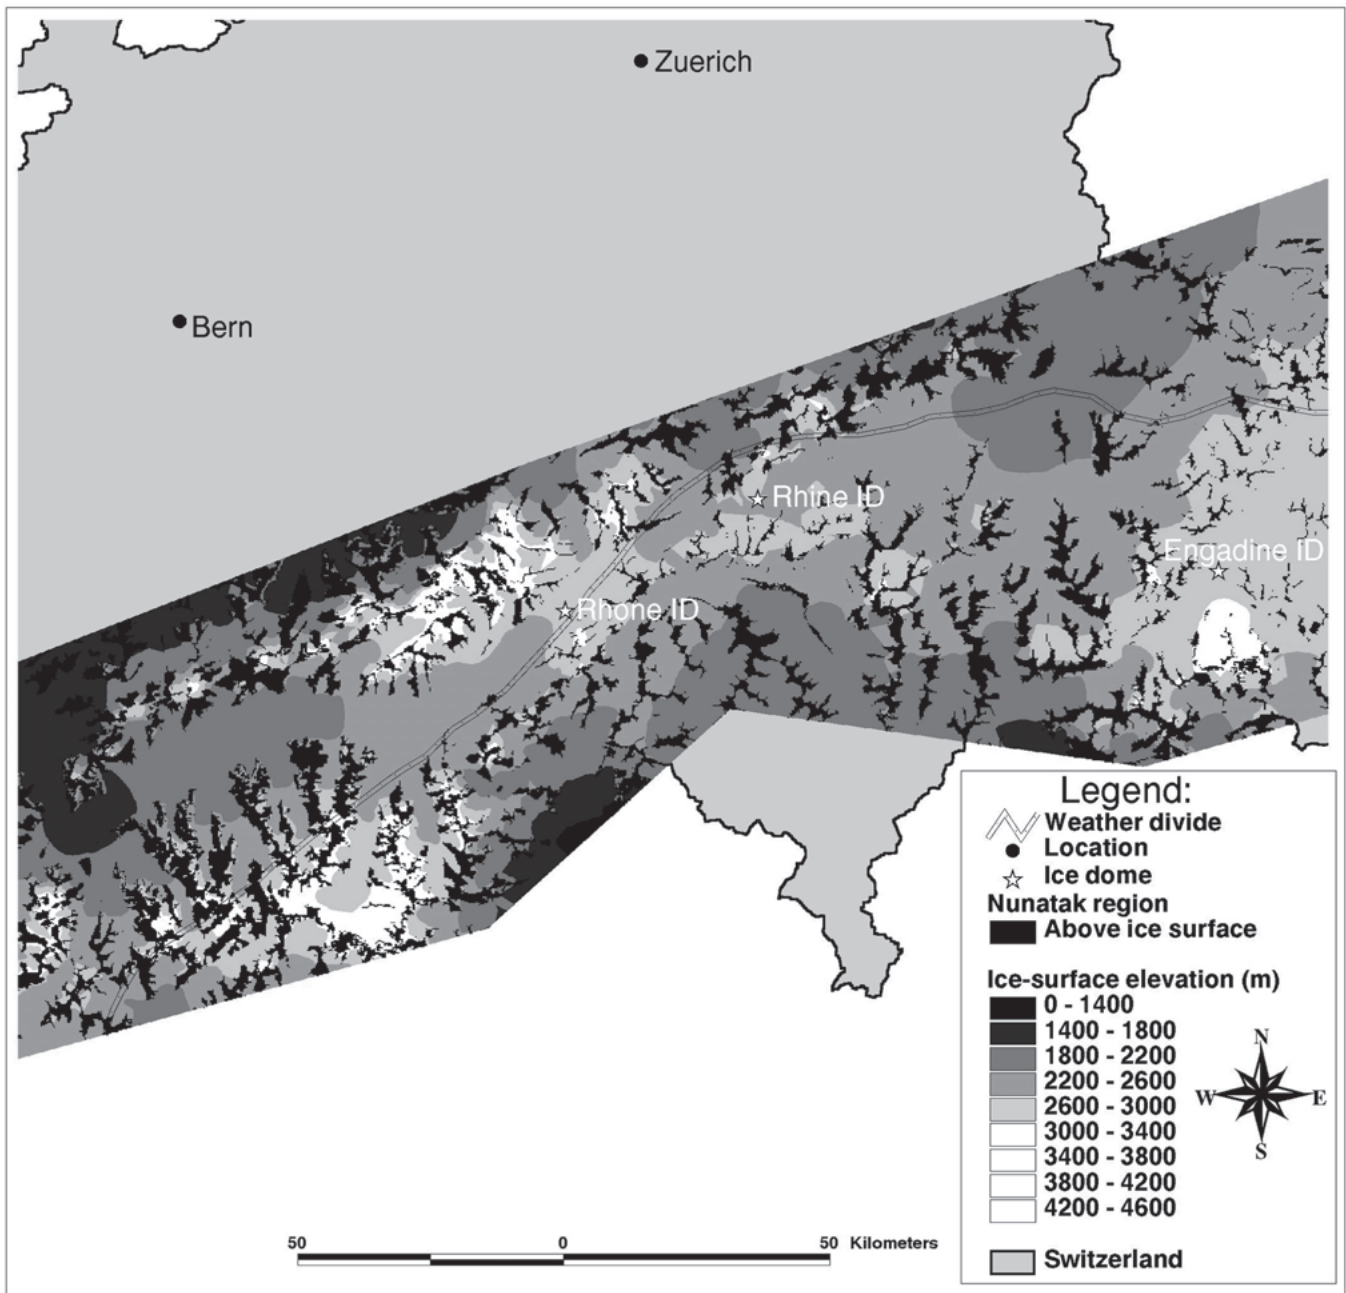 Zuerich
Bern
Rhine ID
Engadine ID
Rhone ID
Legend:
Weather divide
Location
Ice dome
Nunatak region
Above ice surface
Ice-surface elevation (m)
0 - 1400
1400 - 1800
1800 - 2200
2200 - 2600
2600 - 3000
3000 - 3400
3400 - 3800
3800 - 4200
4200 - 4600
Switzerland
N
W E
S
50 0 50 Kilometers